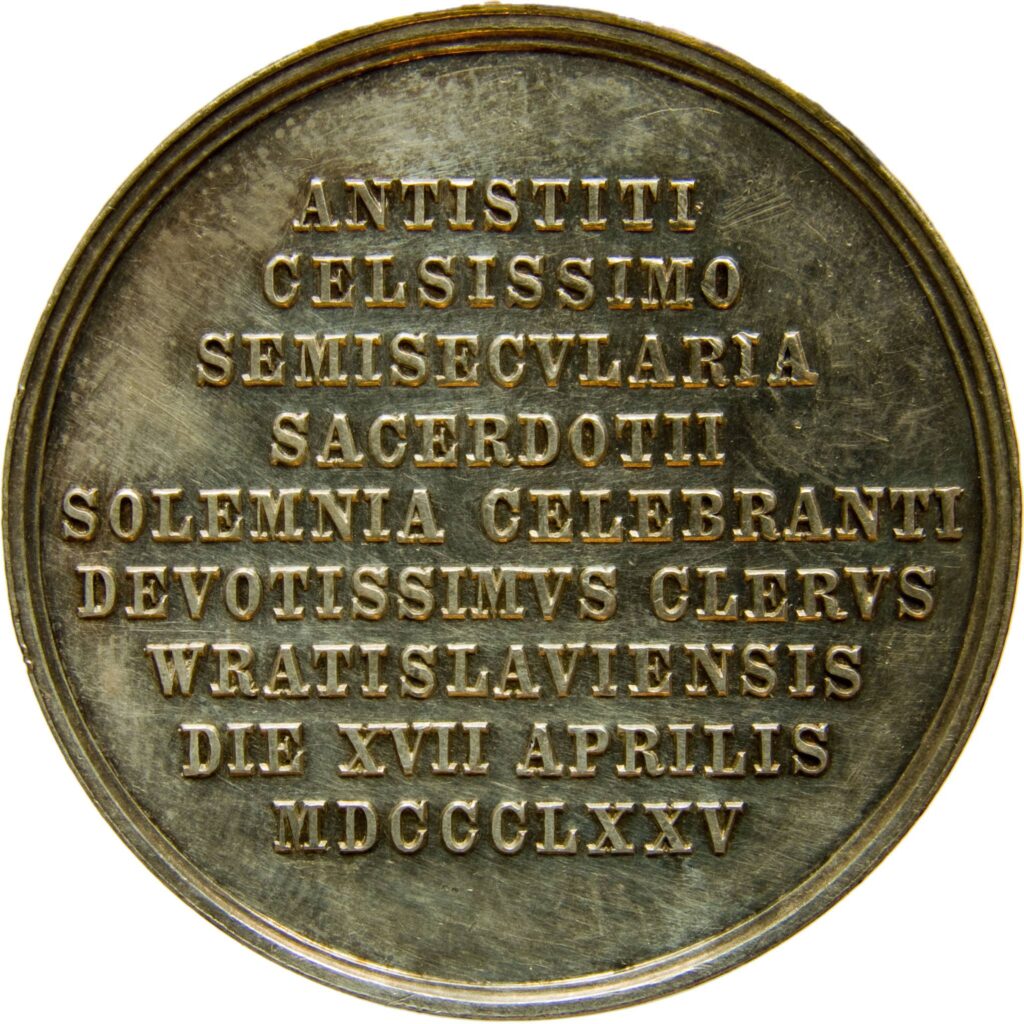 ANTISTITI
CELSISSIMO
SEMISECVLARIA
SACERDOTII
SOLEMNIA CELEBRANTI
DEVOTISSIMVS CLERVS
WRATISLAVIENSIS
DIE XVII APRILIS
MDCCCLXXV